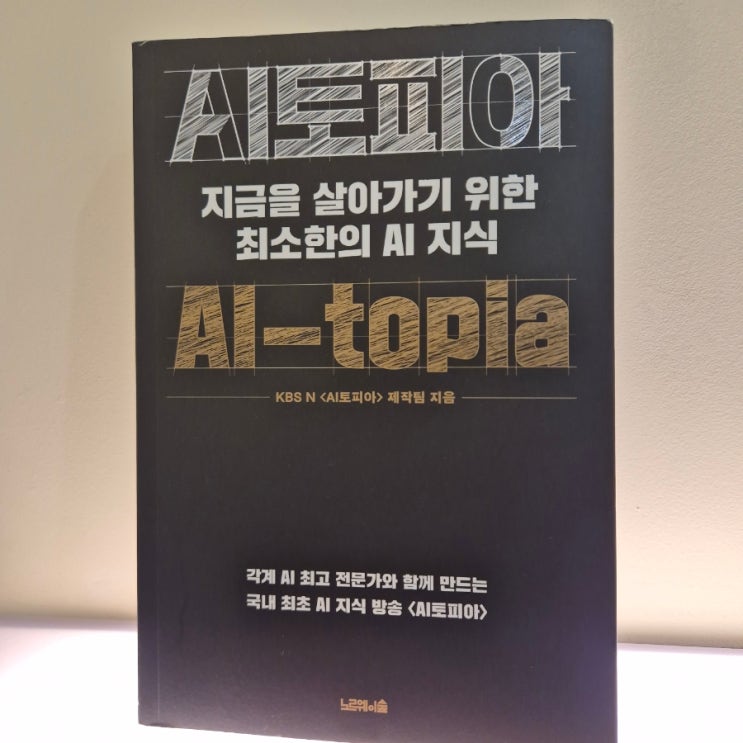 AI토피아
지금을 살아가기 위한
최소한의 AI 지식
AI-topia
KBS N <AI토피아> 제작팀 지음
각계 AI 최고 전문가와 함께 만드는
국내 최초 AI 지식 방송 <AI토피아>
노르웨이숲